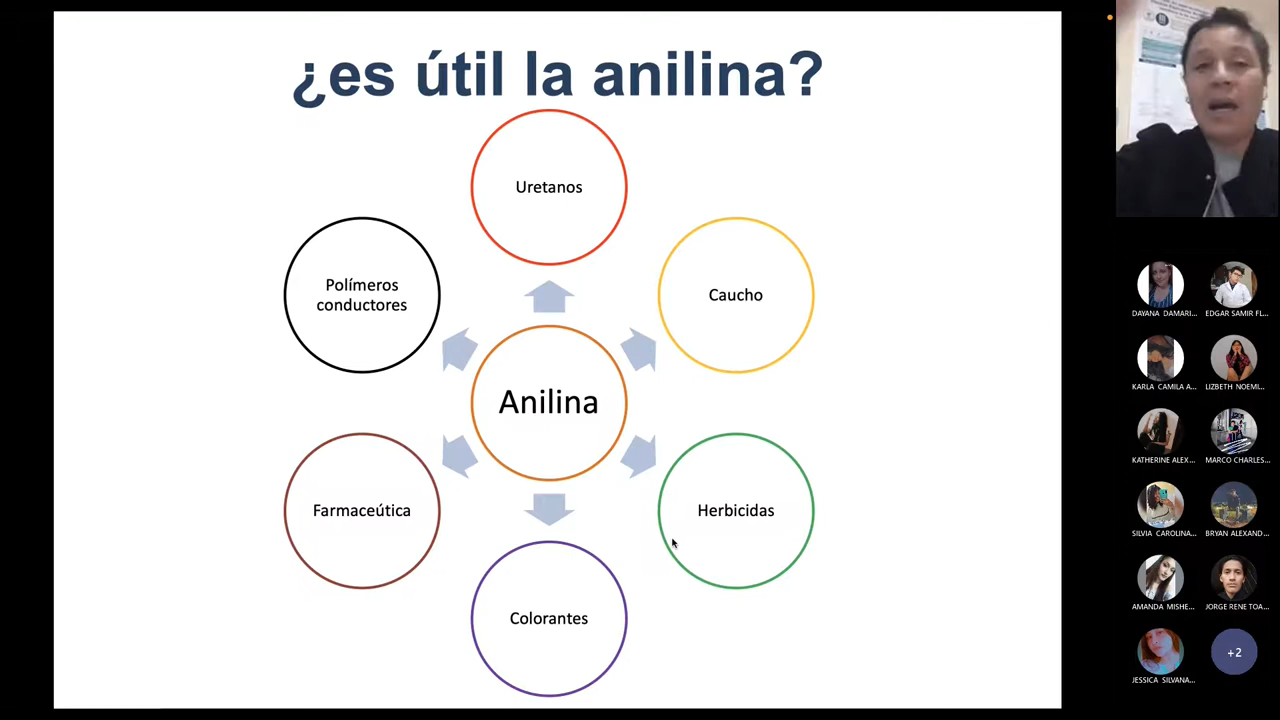 ¿es útil la anilina?
Uretanos
Polímeros
conductores
Caucho
Anilina
Farmaceútica
Herbicidas
Colorantes
DAYANA DAMARI...
EDGAR SAMIR FL...
KARLA CAMILA A...
LIZBETH NOEMI...
KATHERINE ALEX...
MARCO CHARLES...
SILVIA CAROLINA...
BRYAN ALEXAND...
AMANDA MISHE...
JORGE RENE TOA...
JESSICA SILVANA...
+2